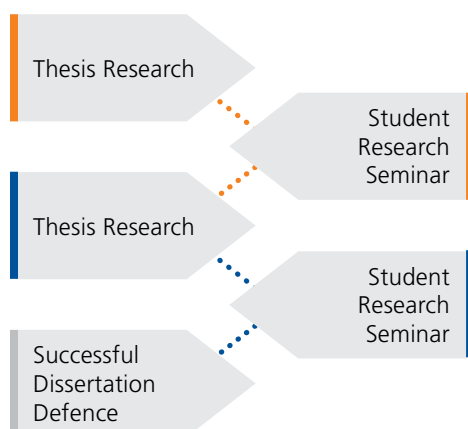 Thesis Research
Student
Research
Seminar
Thesis Research
Student
Research
Seminar
Successful
Dissertation
Defence